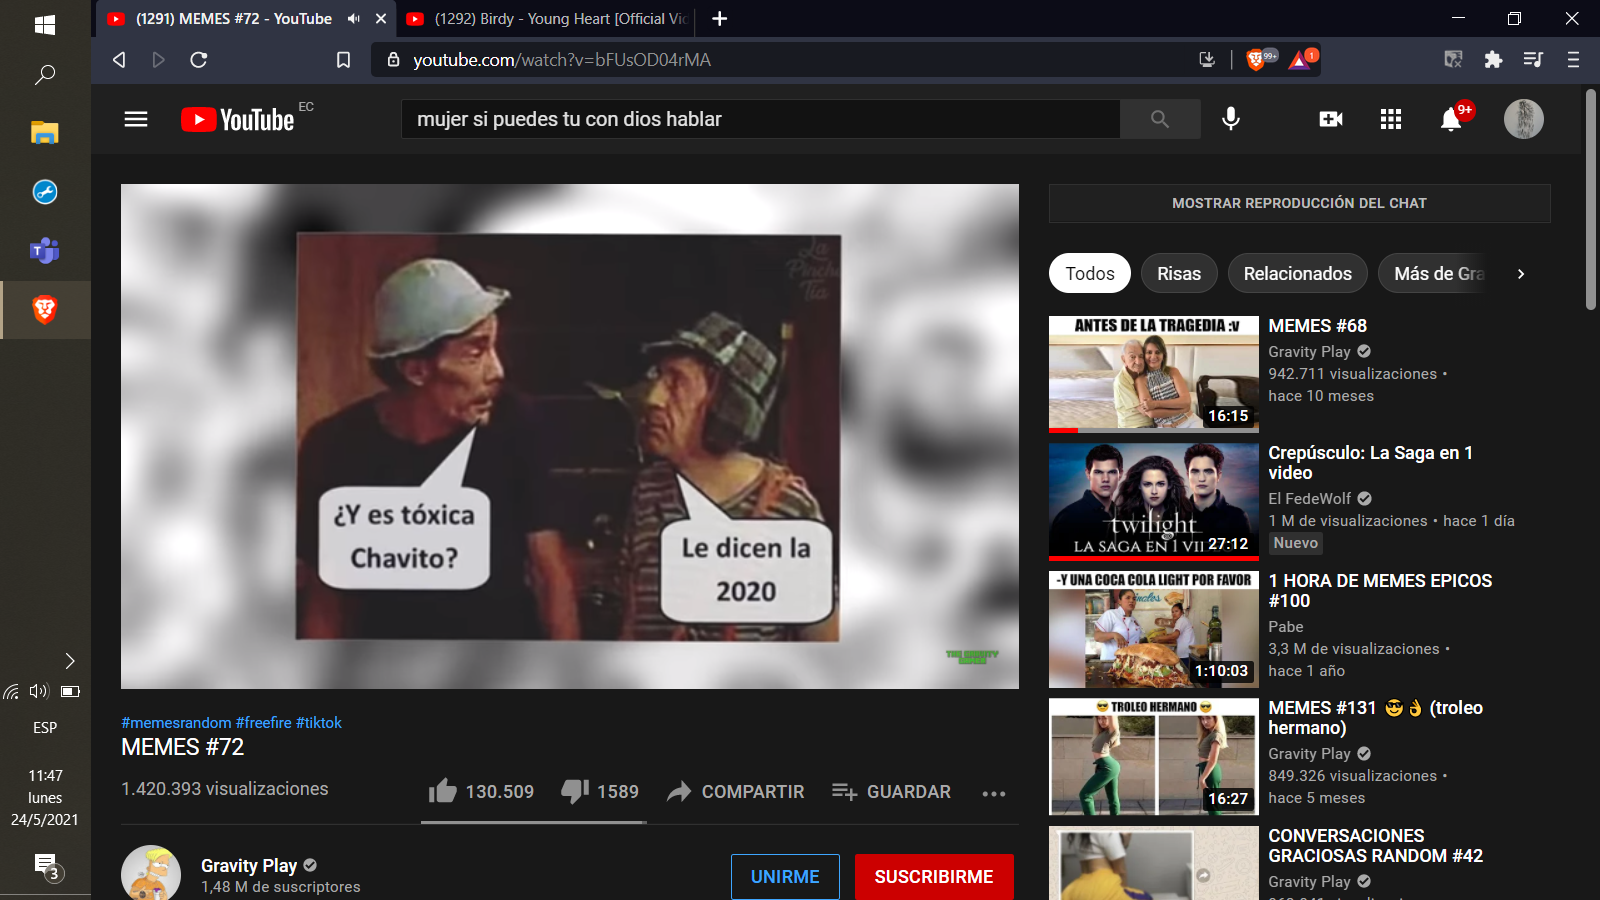 (1291) MEMES #72 - YouTube
(1292) Birdy - Young Heart [Official Vic
youtube.com/watch?v=bFUsOD04rMA
99+
1
YouTube
EC
mujer si puedes tu con dios hablar
9+
La
Pinche
Tía
¿Y es tóxica
Chavito?
Le dicen la
2020
#memesrandom #freefire #tiktok
MEMES #72
1.420.393 visualizaciones
130.509
1589
COMPARTIR
GUARDAR
Gravity Play
1,48 M de suscriptores
UNIRME
SUSCRIBIRME
MOSTRAR REPRODUCCIÓN DEL CHAT
Todos
Risas
Relacionados
Más de Gra
ANTES DE LA TRAGEDIA :V
16:15
MEMES #68
Gravity Play
942.711 visualizaciones •
hace 10 meses
twilight
LA SAGA EN 1 VI
27:12
Crepúsculo: La Saga en 1
video
El FedeWolf
1 M de visualizaciones • hace 1 día
Nuevo
-Y UNA COCA COLA LIGHT POR FAVOR
1:10:03
1 HORA DE MEMES EPICOS
#100
Pabe
3,3 M de visualizaciones •
hace 1 año
😎 TROLEO HERMANO 😎
16:27
MEMES #131 😎👌 (troleo
hermano)
Gravity Play
849.326 visualizaciones •
hace 5 meses
CONVERSACIONES
GRACIOSAS RANDOM #42
Gravity Play
T
ESP
11:47
lunes
24/5/2021
3